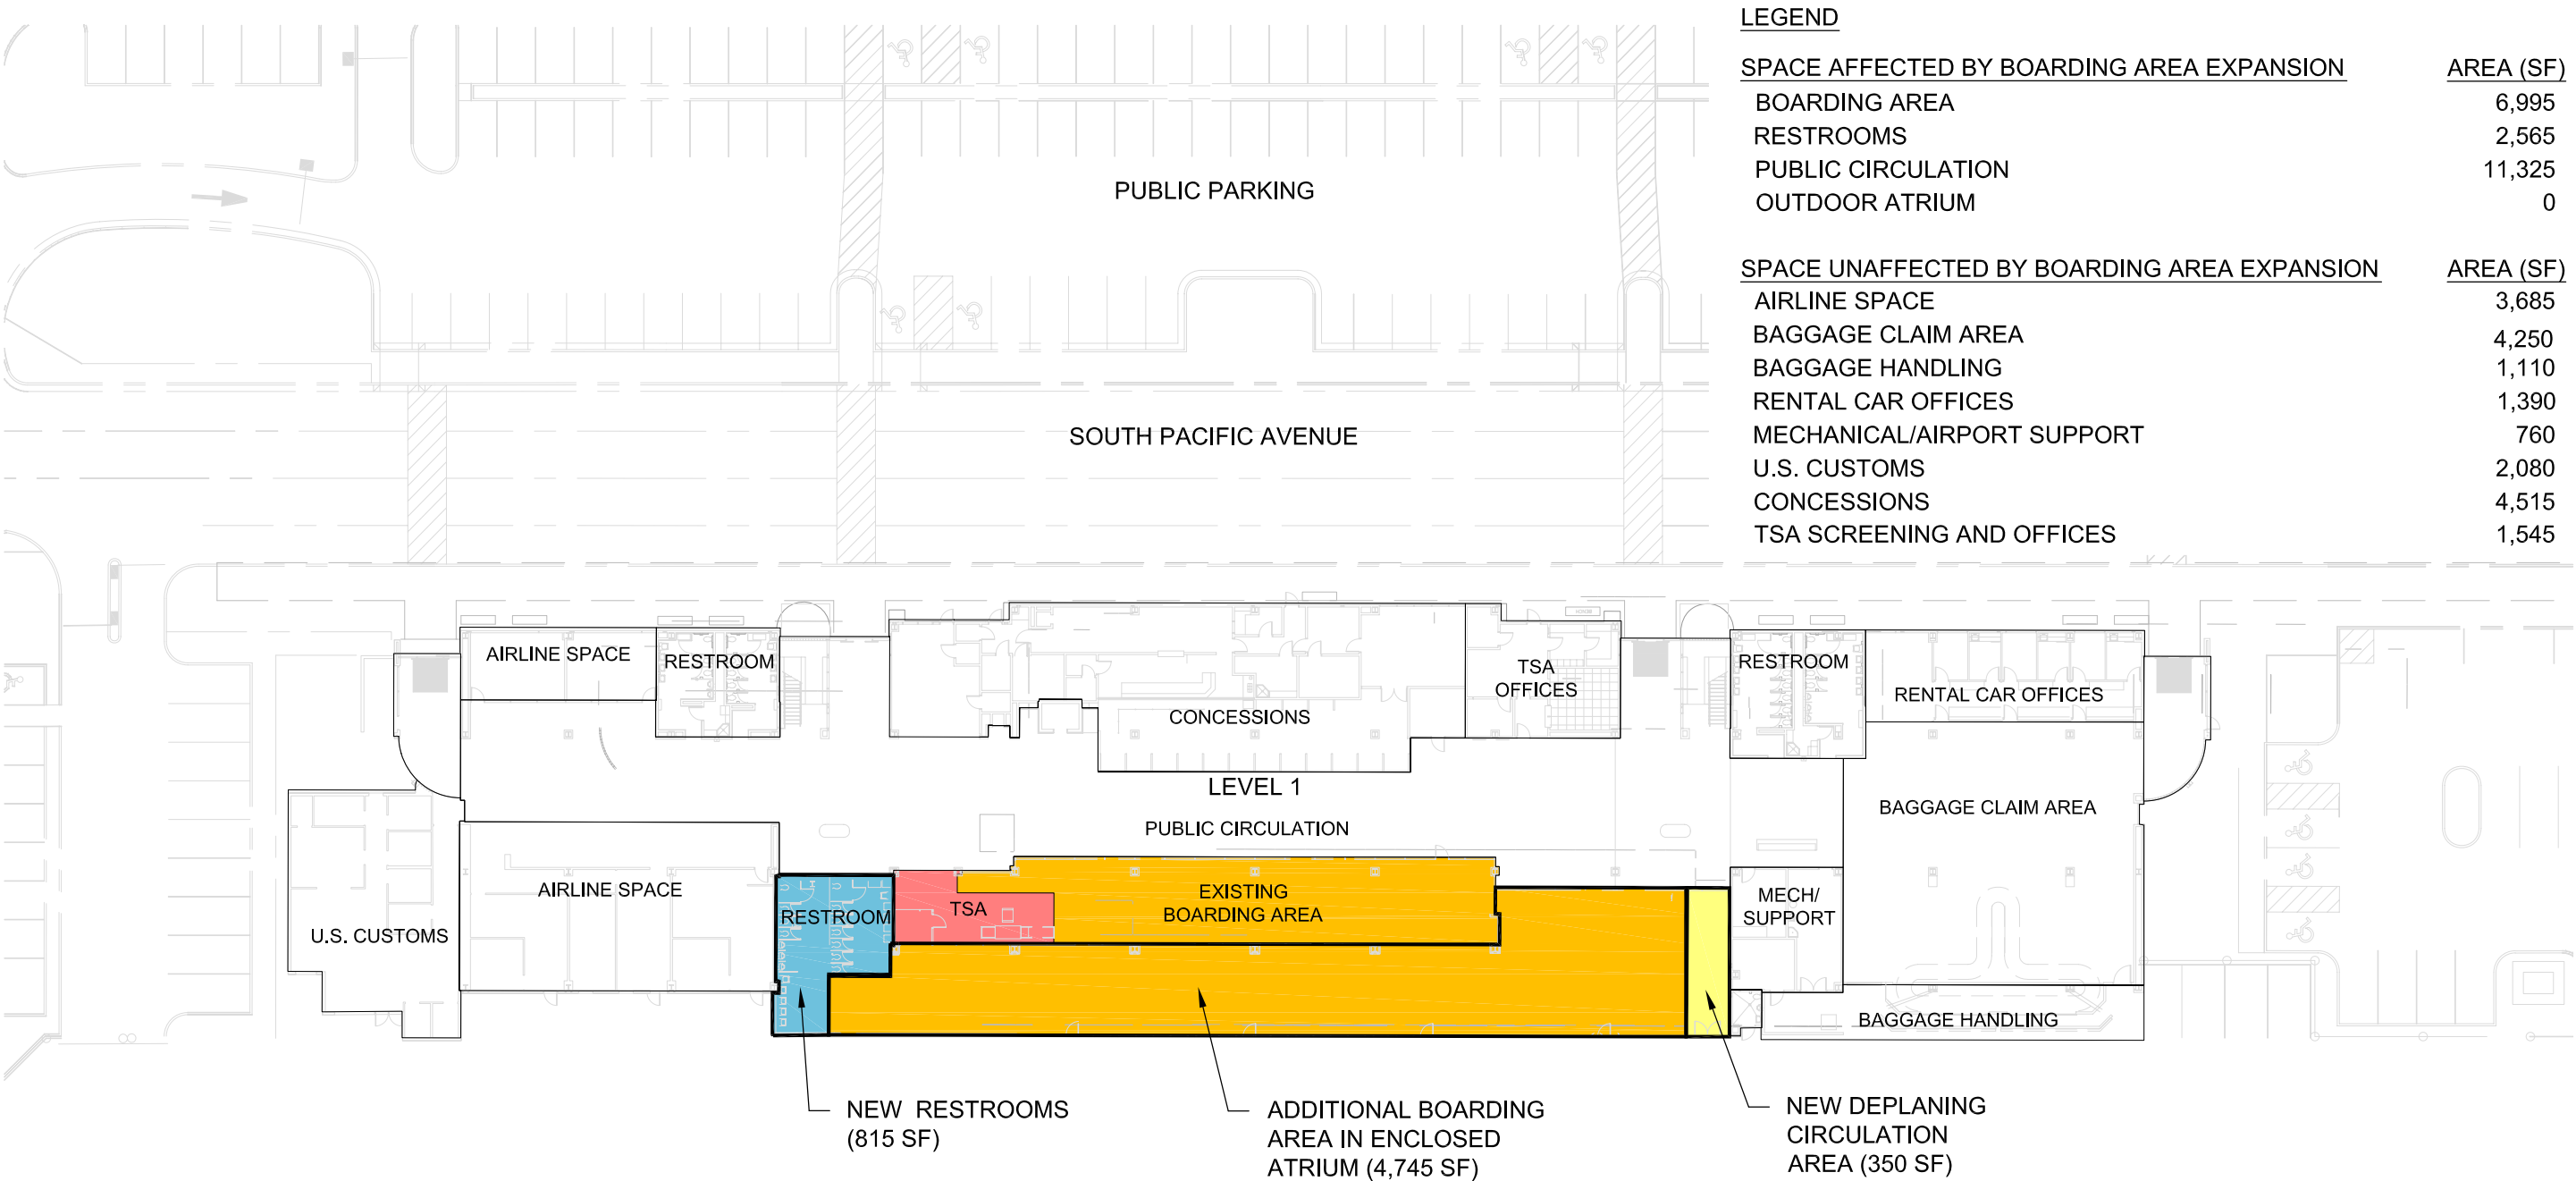 LEGEND
SPACE AFFECTED BY BOARDING AREA EXPANSION AREA (SF)
BOARDING AREA 6,995
RESTROOMS 2,565
PUBLIC CIRCULATION 11,325
OUTDOOR ATRIUM 0
SPACE UNAFFECTED BY BOARDING AREA EXPANSION AREA (SF)
AIRLINE SPACE 3,685
BAGGAGE CLAIM AREA 4,250
BAGGAGE HANDLING 1,110
RENTAL CAR OFFICES 1,390
MECHANICAL/AIRPORT SUPPORT 760
U.S. CUSTOMS 2,080
CONCESSIONS 4,515
TSA SCREENING AND OFFICES 1,545
PUBLIC PARKING
SOUTH PACIFIC AVENUE
AIRLINE SPACE
RESTROOM
CONCESSIONS
TSA
OFFICES
RESTROOM
RENTAL CAR OFFICES
LEVEL 1
PUBLIC CIRCULATION
BAGGAGE CLAIM AREA
U.S. CUSTOMS
AIRLINE SPACE
RESTROOM
TSA
EXISTING
BOARDING AREA
MECH/
SUPPORT
BAGGAGE HANDLING
NEW RESTROOMS
(815 SF)
ADDITIONAL BOARDING
AREA IN ENCLOSED
ATRIUM (4,745 SF)
NEW DEPLANING
CIRCULATION
AREA (350 SF)